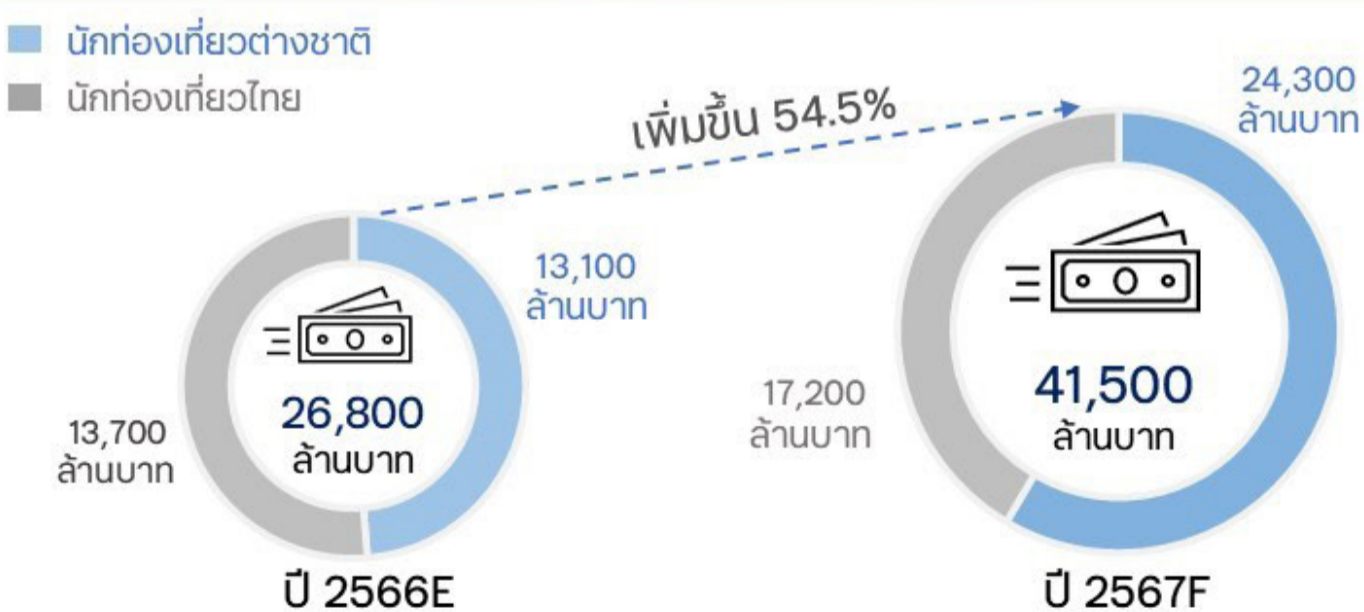 นักท่องเที่ยวต่างชาติ
นักท่องเที่ยวไทย
เพิ่มขึ้น 54.5%
24,300
ล้านบาท
13,100
ล้านบาท
26,800
ล้านบาท
13,700
ล้านบาท
17,200
ล้านบาท
41,500
ล้านบาท
ปี 2566E
ปี 2567F